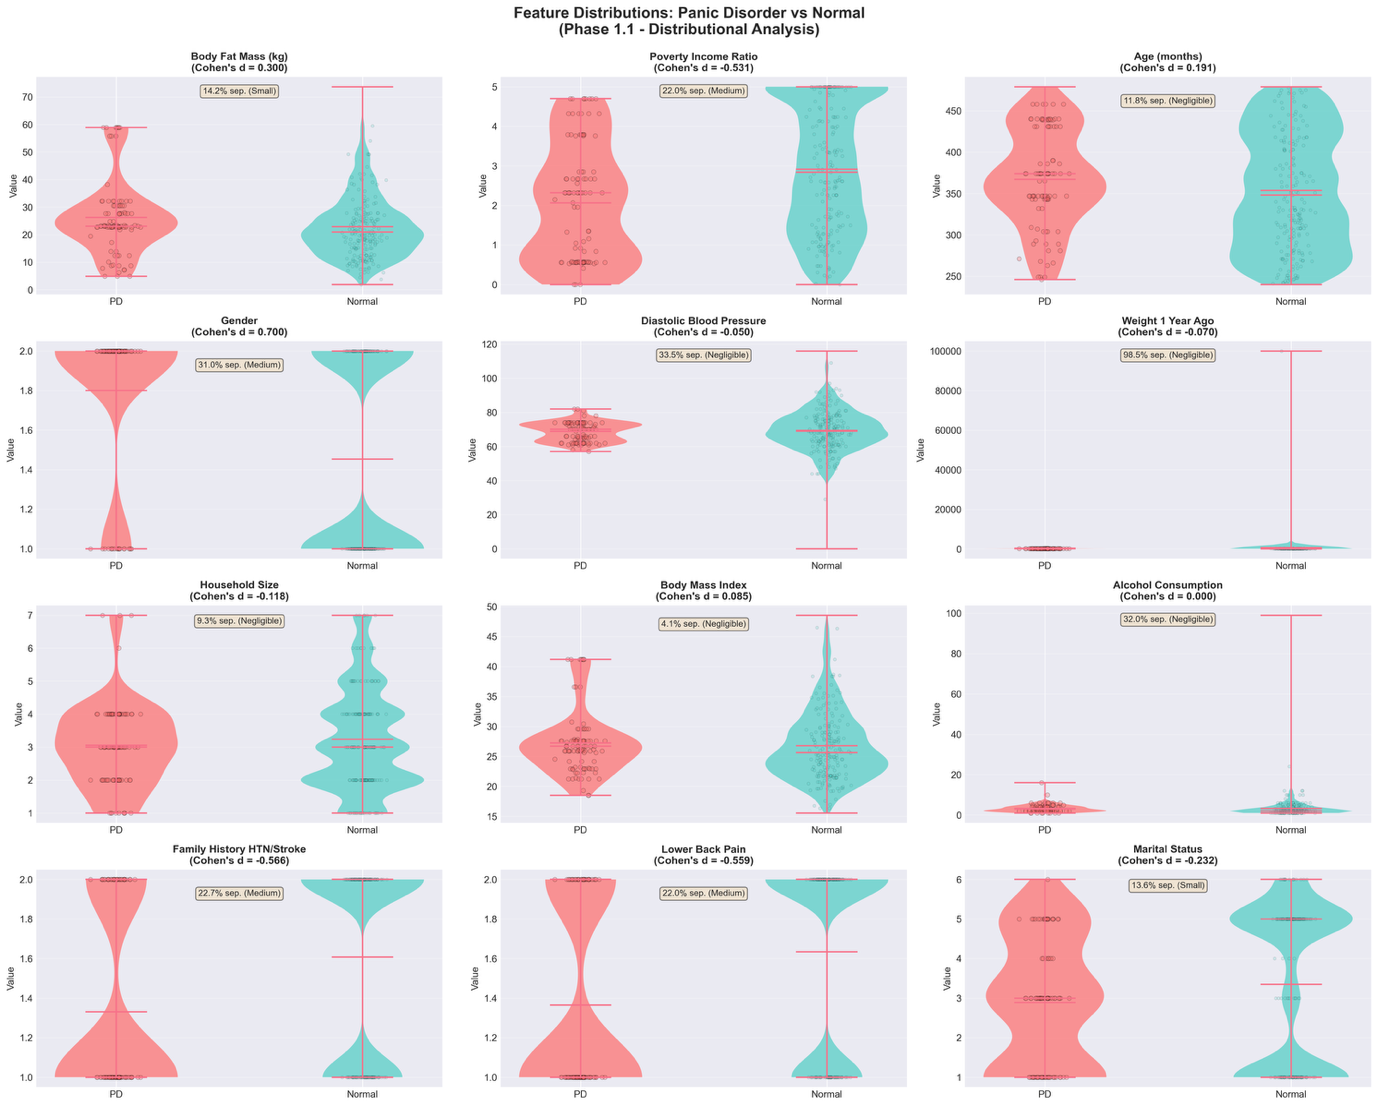 Feature Distributions: Panic Disorder vs Normal
(Phase 1.1 - Distributional Analysis)
Body Fat Mass (kg)
(Cohen's d = 0.300)
14.2% sep. (Small)
Value
70
60
50
40
30
20
10
0
PD
Normal
Poverty Income Ratio
(Cohen's d = -0.531)
22.0% sep. (Medium)
Value
5
4
3
2
1
0
PD
Normal
Age (months)
(Cohen's d = 0.191)
11.8% sep. (Negligible)
Value
450
400
350
300
250
PD
Normal
Gender
(Cohen's d = 0.700)
31.0% sep. (Medium)
Value
2.0
1.8
1.6
1.4
1.2
1.0
PD
Normal
Diastolic Blood Pressure
(Cohen's d = -0.050)
33.5% sep. (Negligible)
Value
120
100
80
60
40
20
0
PD
Normal
Weight 1 Year Ago
(Cohen's d = -0.070)
98.5% sep. (Negligible)
Value
100000
80000
60000
40000
20000
0
PD
Normal
Household Size
(Cohen's d = -0.118)
9.3% sep. (Negligible)
Value
7
6
5
4
3
2
1
PD
Normal
Body Mass Index
(Cohen's d = 0.085)
4.1% sep. (Negligible)
Value
50
45
40
35
30
25
20
15
PD
Normal
Alcohol Consumption
(Cohen's d = 0.000)
32.0% sep. (Negligible)
Value
100
80
60
40
20
0
PD
Normal
Family History HTN/Stroke
(Cohen's d = -0.566)
22.7% sep. (Medium)
Value
2.0
1.8
1.6
1.4
1.2
1.0
PD
Normal
Lower Back Pain
(Cohen's d = -0.559)
22.0% sep. (Medium)
Value
2.0
1.8
1.6
1.4
1.2
1.0
PD
Normal
Marital Status
(Cohen's d = -0.232)
13.6% sep. (Small)
Value
6
5
4
3
2
1
PD
Normal